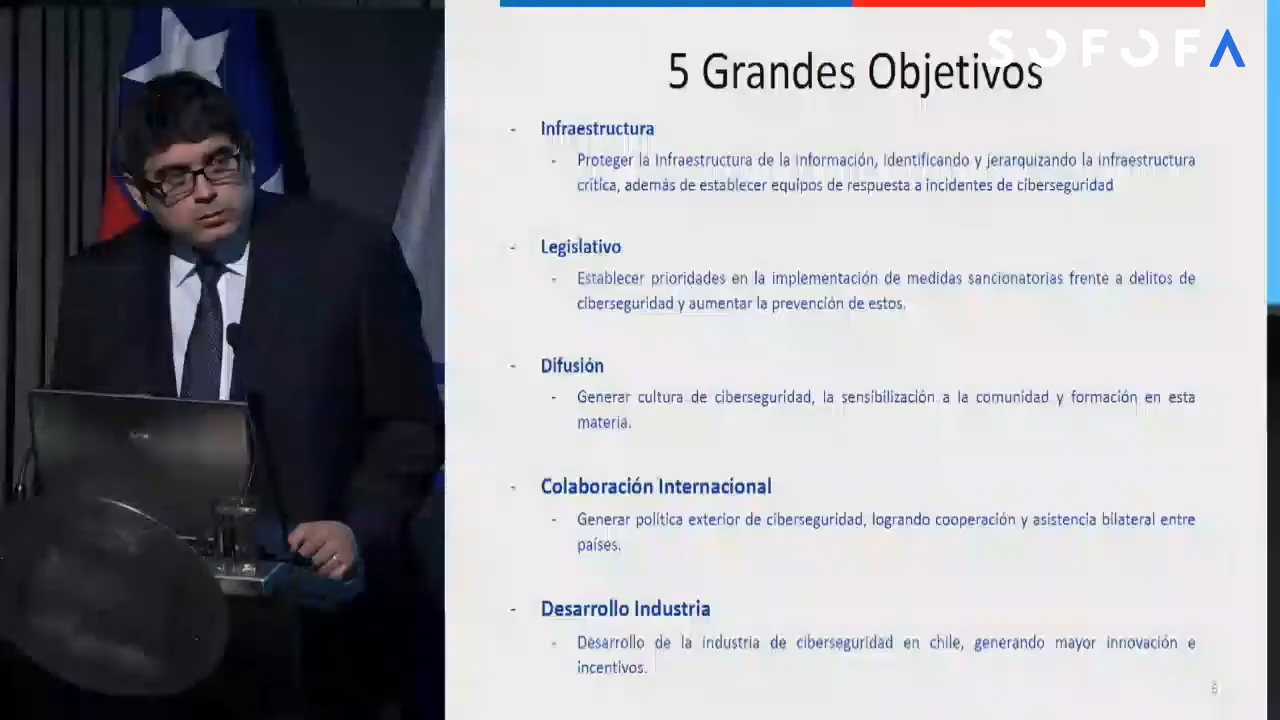 SOFOFA
5 Grandes Objetivos
- Infraestructura
- Proteger la Infraestructura de la Información, identificando y jerarquizando la infraestructura
crítica, además de establecer equipos de respuesta a incidentes de ciberseguridad
- Legislativo
- Establecer prioridades en la implementación de medidas sancionatorias frente a delitos de
ciberseguridad y aumentar la prevención de estos.
- Difusión
- Generar cultura de ciberseguridad, la sensibilización a la comunidad y formación en esta
materia.
- Colaboración Internacional
- Generar política exterior de ciberseguridad, logrando cooperación y asistencia bilateral entre
países.
- Desarrollo Industria
- Desarrollo de la industria de ciberseguridad en chile, generando mayor innovación e
incentivos.